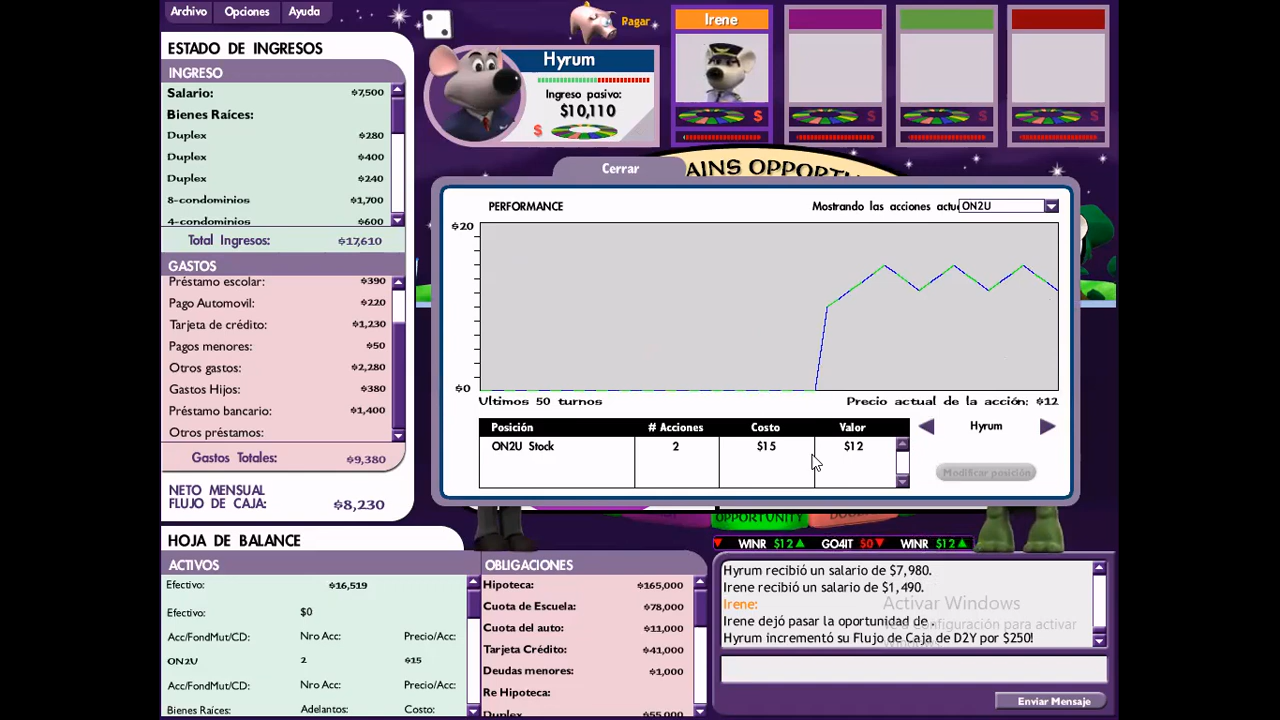 Archivo Opciones Ayuda
ESTADO DE INGRESOS
INGRESO
Salario: $7,500
Bienes Raíces:
Duplex $280
Duplex $400
Duplex $240
8-condominios $1,700
4-condominios $600
Total Ingresos: $17,610
GASTOS
Préstamo escolar: $390
Pago Automovil: $220
Tarjeta de crédito: $1,230
Pagos menores: $50
Otros gastos: $2,280
Gastos Hijos: $380
Préstamo bancario: $1,400
Otros préstamos:
Gastos Totales: $9,380
NETO MENSUAL
FLUJO DE CAJA: $8,230
HOJA DE BALANCE
ACTIVOS
Efectivo: $16,519
Efectivo: $0
Acc/FondMut/CD: Nro Acc: Precio/Acc:
ON2U 2 $15
Acc/FondMut/CD: Nro Acc: Precio/Acc:
Bienes Raíces: Adelantos: Costo:
OBLIGACIONES
Hipoteca: $165,000
Cuota de Escuela: $78,000
Cuota del auto: $11,000
Tarjeta Crédito: $41,000
Deudas menores: $1,000
Re Hipoteca:
Duplex $55,000
Pagar
Hyrum
Ingreso pasivo:
$10,110
$
Irene
$ $ $ $
AINS OPPORTU
Cerrar
PERFORMANCE
Mostrando las acciones actu ON2U
$20
$0
Ultimos 50 turnos
Precio actual de la acción: $12
Posición # Acciones Costo Valor
ON2U Stock 2 $15 $12
Hyrum
Modificar posición
OPPORTUNITY
WINR $12 GO4IT $0 WINR $12
Hyrum recibió un salario de $7,980.
Irene recibió un salario de $1,490.
Irene:
Irene dejó pasar la oportunidad de .
Hyrum incrementó su Flujo de Caja de D2Y por $250!
Activar Windows
Enviar Mensaje